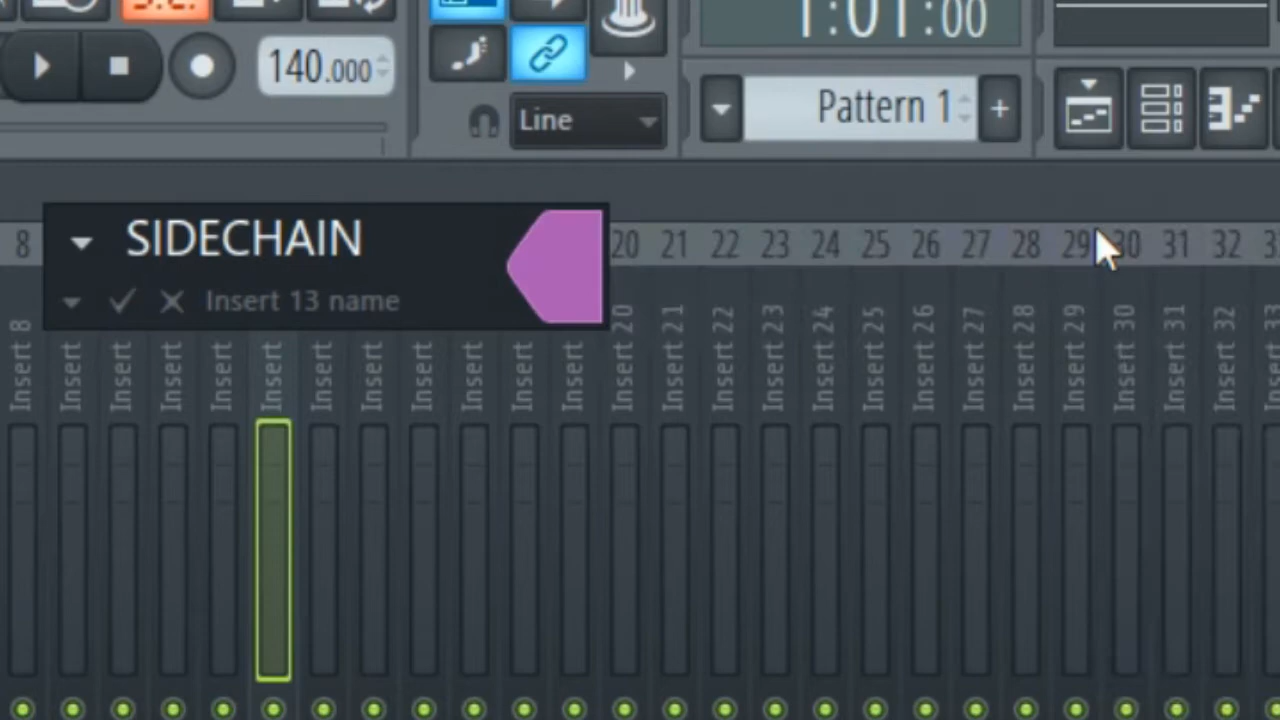 1:01:00
140.000
Line
Pattern 1
+
SIDECHAIN
Insert 13 name
8
20 21 22 23 24 25 26 27 28 29 30 31 32
Insert 8
Insert
Insert
Insert
Insert
Insert
Insert
Insert
Insert
Insert
Insert
Insert
Insert 20
Insert 21
Insert 22
Insert 23
Insert 24
Insert 25
Insert 26
Insert 27
Insert 28
Insert 29
Insert 30
Insert 31
Insert 32